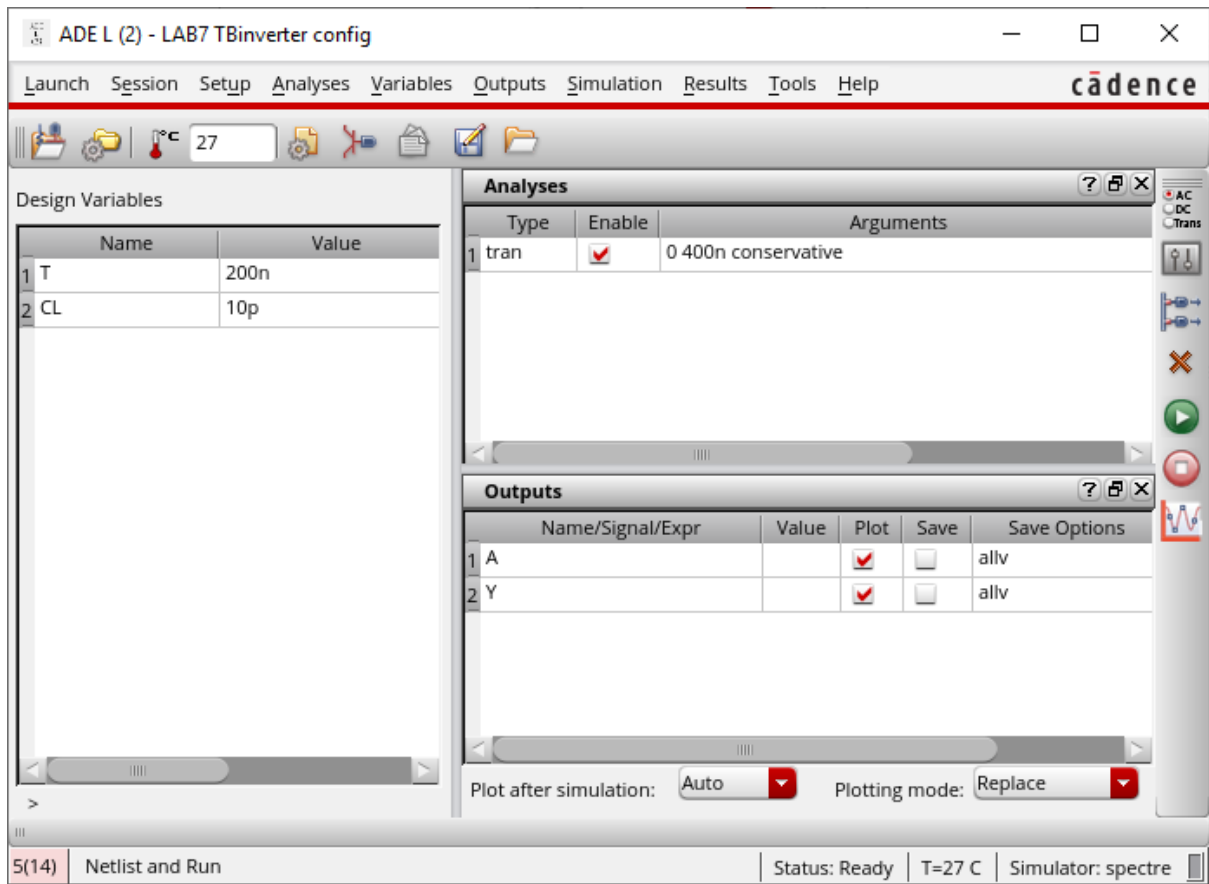 ADE L (2) - LAB7 TBinverter config
Launch Session Setup Analyses Variables Outputs Simulation Results Tools Help cādence
°C 27
Design Variables
Name Value
1 T 200n
2 CL 10p
>
Analyses ?
Type Enable Arguments
1 tran 0 400n conservative
AC
DC
Trans
Outputs ?
Name/Signal/Expr Value Plot Save Save Options
1 A allv
2 Y allv
Plot after simulation: Auto Plotting mode: Replace
5(14) Netlist and Run Status: Ready T=27 C Simulator: spectre